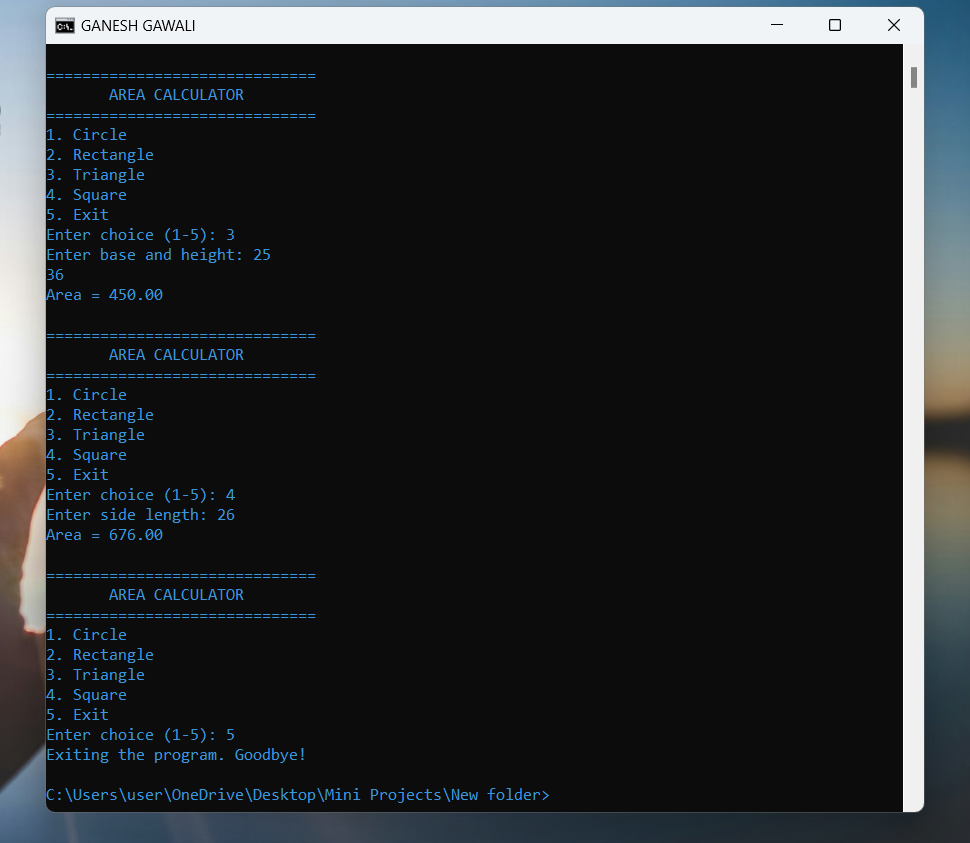 GANESH GAWALI
==============================
AREA CALCULATOR
==============================
1. Circle
2. Rectangle
3. Triangle
4. Square
5. Exit
Enter choice (1-5): 3
Enter base and height: 25
36
Area = 450.00
==============================
AREA CALCULATOR
==============================
1. Circle
2. Rectangle
3. Triangle
4. Square
5. Exit
Enter choice (1-5): 4
Enter side length: 26
Area = 676.00
==============================
AREA CALCULATOR
==============================
1. Circle
2. Rectangle
3. Triangle
4. Square
5. Exit
Enter choice (1-5): 5
Exiting the program. Goodbye!
C:\Users\user\OneDrive\Desktop\Mini Projects\New folder>